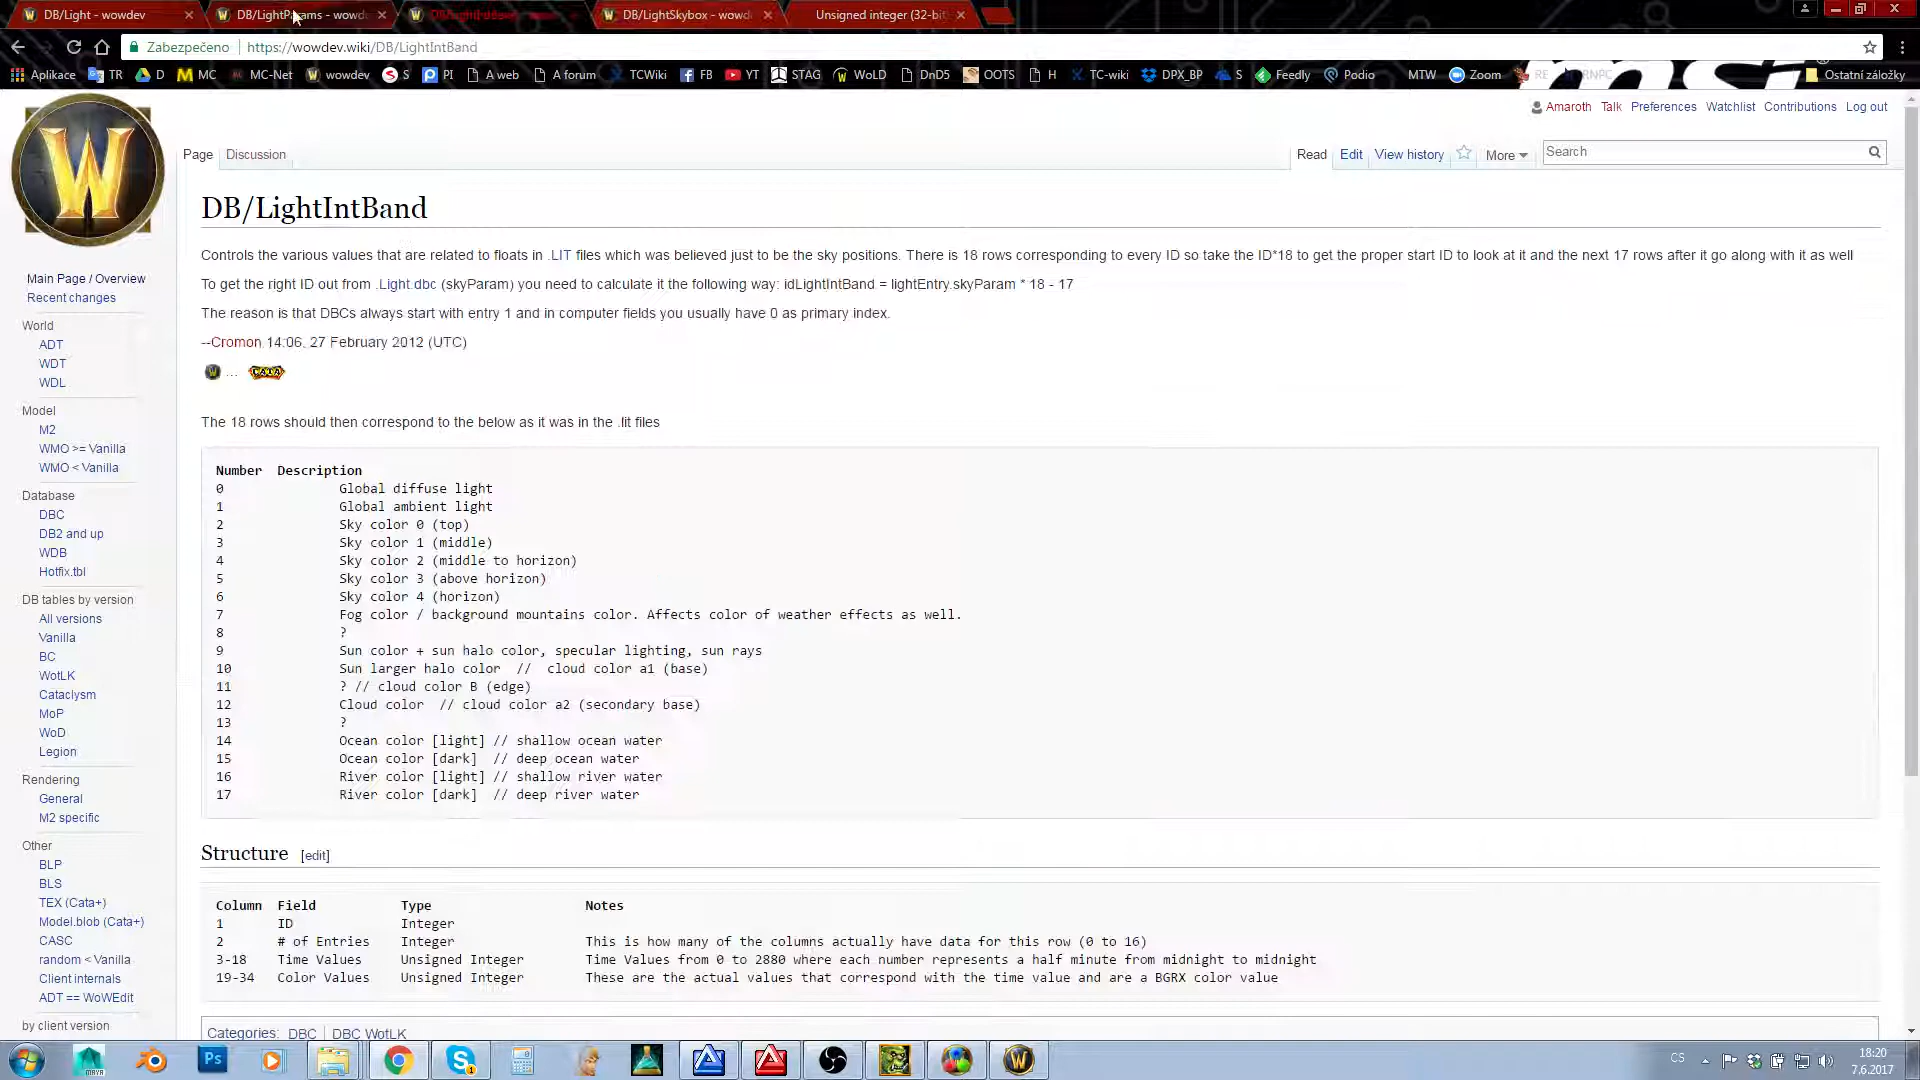 DB/Light - wowdev
DB/LightParams - wowd
DB/LightSkybox - wowd
Unsigned integer (32-bit
Zabezpečeno
https://wowdev.wiki/DB/LightIntBand
Aplikace TR D MC MC-Net wowdev S PI A web A forum TCWiki FB YT STAG WoLD DnD5 OOTS H TC-wiki DPX_BP S Feedly Podio MTW Zoom RE RNPC Ostatní záložky
Amaroth Talk Preferences Watchlist Contributions Log out
Page Discussion Read Edit View history More Search
DB/LightIntBand
Controls the various values that are related to floats in .LIT files which was believed just to be the sky positions. There is 18 rows corresponding to every ID so take the ID*18 to get the proper start ID to look at it and the next 17 rows after it go along with it as well
To get the right ID out from .Light.dbc (skyParam) you need to calculate it the following way: idLightIntBand = lightEntry.skyParam * 18 - 17
The reason is that DBCs always start with entry 1 and in computer fields you usually have 0 as primary index.
--Cromon 14:06, 27 February 2012 (UTC)
... CATA
The 18 rows should then correspond to the below as it was in the .lit files
Number Description
0 Global diffuse light
1 Global ambient light
2 Sky color 0 (top)
3 Sky color 1 (middle)
4 Sky color 2 (middle to horizon)
5 Sky color 3 (above horizon)
6 Sky color 4 (horizon)
7 Fog color / background mountains color. Affects color of weather effects as well.
8 ?
9 Sun color + sun halo color, specular lighting, sun rays
10 Sun larger halo color // cloud color a1 (base)
11 ? // cloud color B (edge)
12 Cloud color // cloud color a2 (secondary base)
13 ?
14 Ocean color [light] // shallow ocean water
15 Ocean color [dark] // deep ocean water
16 River color [light] // shallow river water
17 River color [dark] // deep river water
Structure [edit]
Column Field Type Notes
1 ID Integer
2 # of Entries Integer This is how many of the columns actually have data for this row (0 to 16)
3-18 Time Values Unsigned Integer Time Values from 0 to 2880 where each number represents a half minute from midnight to midnight
19-34 Color Values Unsigned Integer These are the actual values that correspond with the time value and are a BGRX color value
Categories: DBC DBC WotLK
Main Page / Overview
Recent changes
World
ADT
WDT
WDL
Model
M2
WMO >= Vanilla
WMO < Vanilla
Database
DBC
DB2 and up
WDB
Hotfix.tbl
DB tables by version
All versions
Vanilla
BC
WotLK
Cataclysm
MoP
WoD
Legion
Rendering
General
M2 specific
Other
BLP
BLS
TEX (Cata+)
Model.blob (Cata+)
CASC
random < Vanilla
Client internals
ADT == WoWEdit
by client version
MAYA
Ps
CS
18:20
7.6.2017